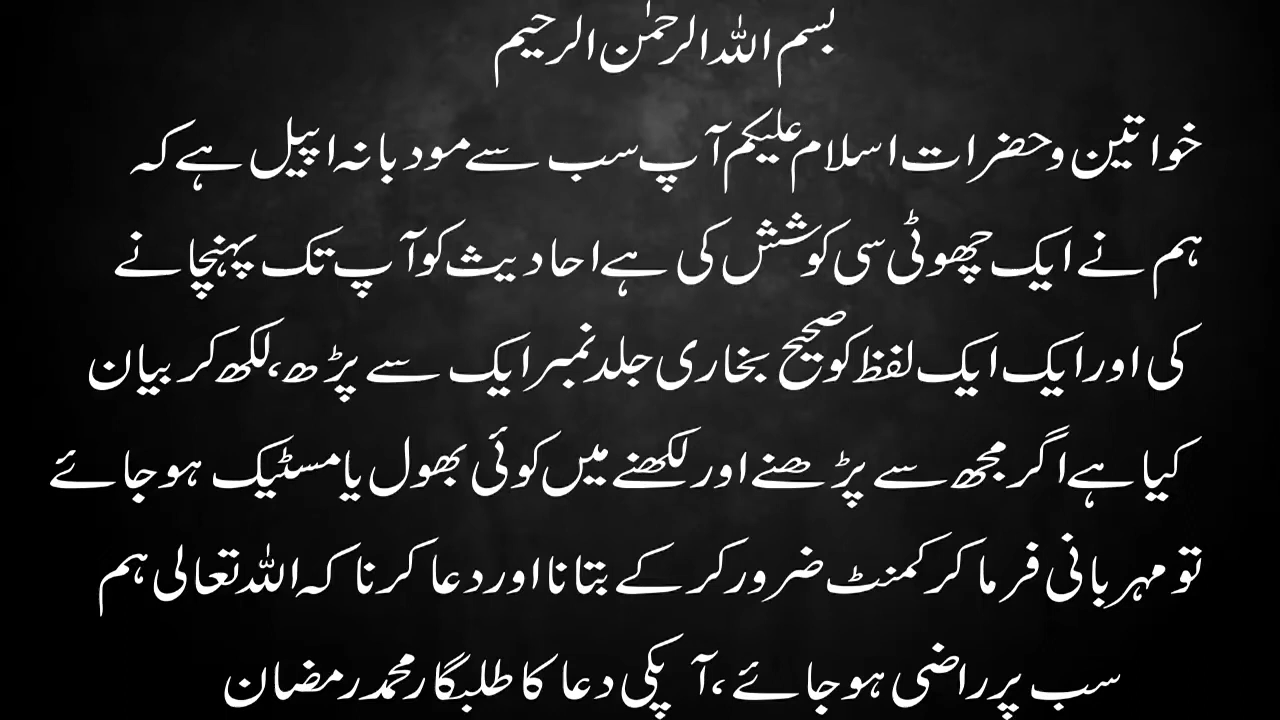 بسم اللہ الرحمٰن الرحیم
خواتین و حضرات اسلام علیکم آپ سب سے مودبانہ اپیل ہے کہ
ہم نے ایک چھوٹی سی کوشش کی ہے احادیث کو آپ تک پہنچانے
کی اور ایک ایک لفظ کو صحیح بخاری جلد نمبر ایک سے پڑھ، لکھ کر بیان
کیا ہے اگر مجھ سے پڑھنے اور لکھنے میں کوئی بھول یا مسٹیک ہو جائے
تو مہربانی فرما کر کمنٹ ضرور کر کے بتانا اور دعا کرنا کہ اللہ تعالی ہم
سب پر راضی ہو جائے ، آپکی دعا کا طلبگار محمد رمضان